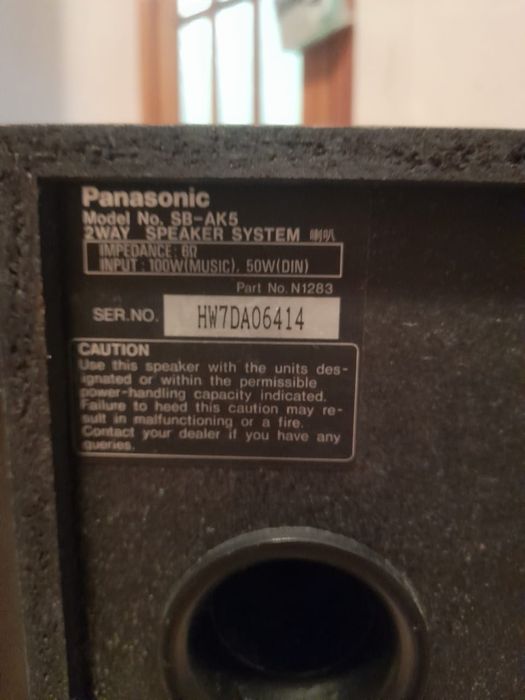 Panasonic
Model No. SB-AK5
2WAY SPEAKER SYSTEM 喇叭
IMPEDANCE: 6Ω
INPUT: 100W(MUSIC), 50W(DIN)
Part No. N1283
SER.NO. HW7DA06414
CAUTION
Use this speaker with the units des-
ignated or within the permissible
power-handling capacity indicated.
Failure to heed this caution may re-
sult in malfunctioning or a fire.
Contact your dealer if you have any
queries.